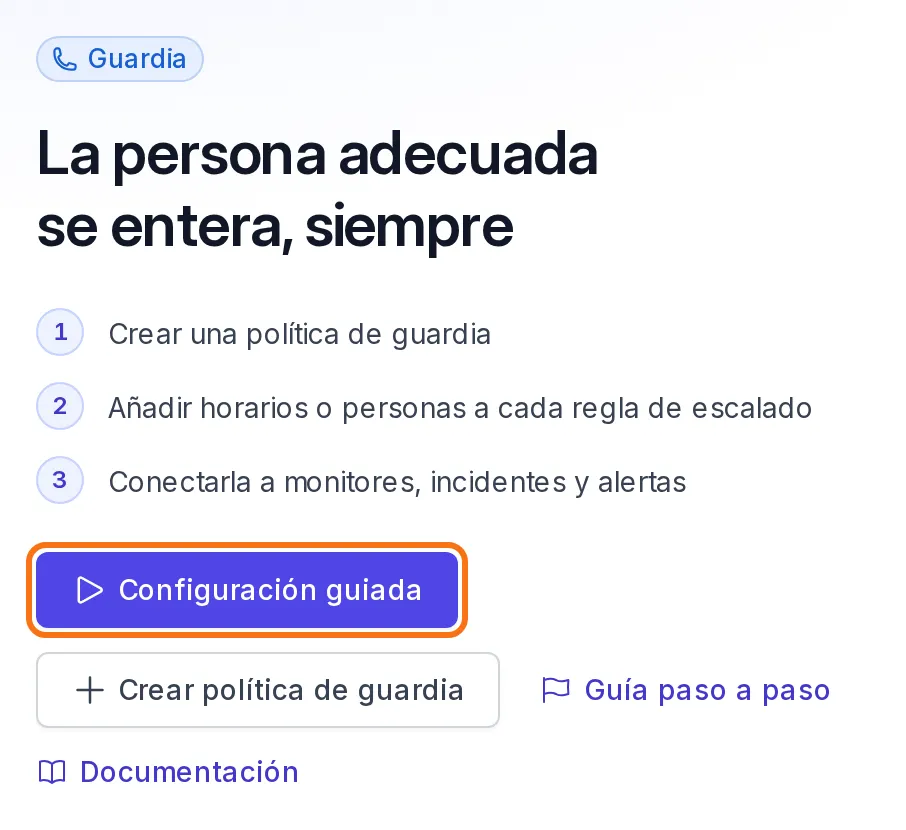 Guardia
La persona adecuada
se entera, siempre
1 Crear una política de guardia
2 Añadir horarios o personas a cada regla de escalado
3 Conectarla a monitores, incidentes y alertas
Configuración guiada
Crear política de guardia Guía paso a paso
Documentación